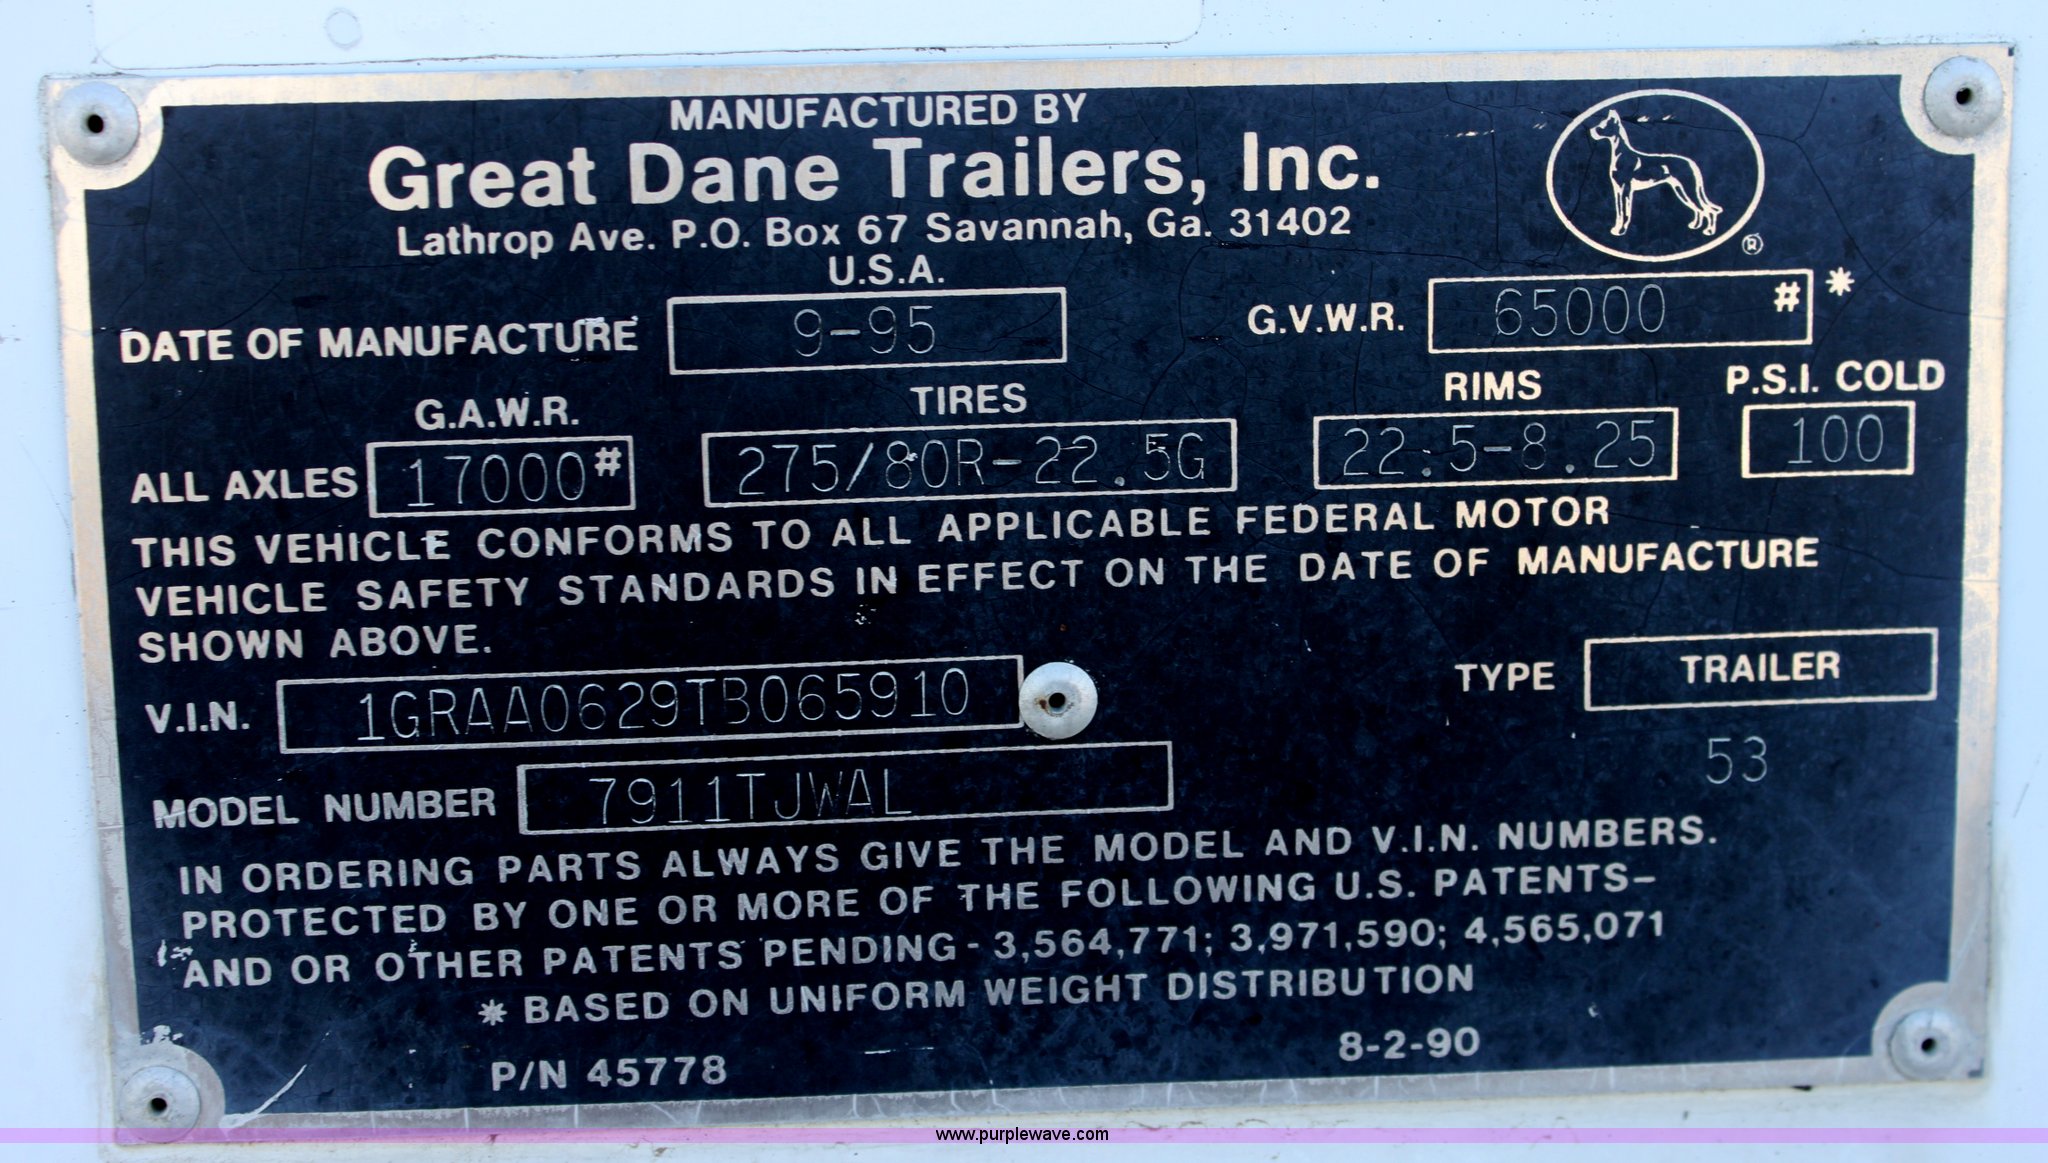 MANUFACTURED BY
Great Dane Trailers, Inc.
Lathrop Ave. P.O. Box 67 Savannah, Ga. 31402
U.S.A.
®
DATE OF MANUFACTURE 9-95 G.V.W.R. 65000 # *
G.A.W.R. TIRES RIMS P.S.I. COLD
ALL AXLES 17000# 275/80R-22.5G 22.5-8.25 100
THIS VEHICLE CONFORMS TO ALL APPLICABLE FEDERAL MOTOR
VEHICLE SAFETY STANDARDS IN EFFECT ON THE DATE OF MANUFACTURE
SHOWN ABOVE.
V.I.N. 1GRAA0629TB065910 TYPE TRAILER
53
MODEL NUMBER 7911TJWAL
IN ORDERING PARTS ALWAYS GIVE THE MODEL AND V.I.N. NUMBERS.
PROTECTED BY ONE OR MORE OF THE FOLLOWING U.S. PATENTS-
AND OR OTHER PATENTS PENDING - 3,564,771; 3,971,590; 4,565,071
* BASED ON UNIFORM WEIGHT DISTRIBUTION
P/N 45778 8-2-90
www.purplewave.com